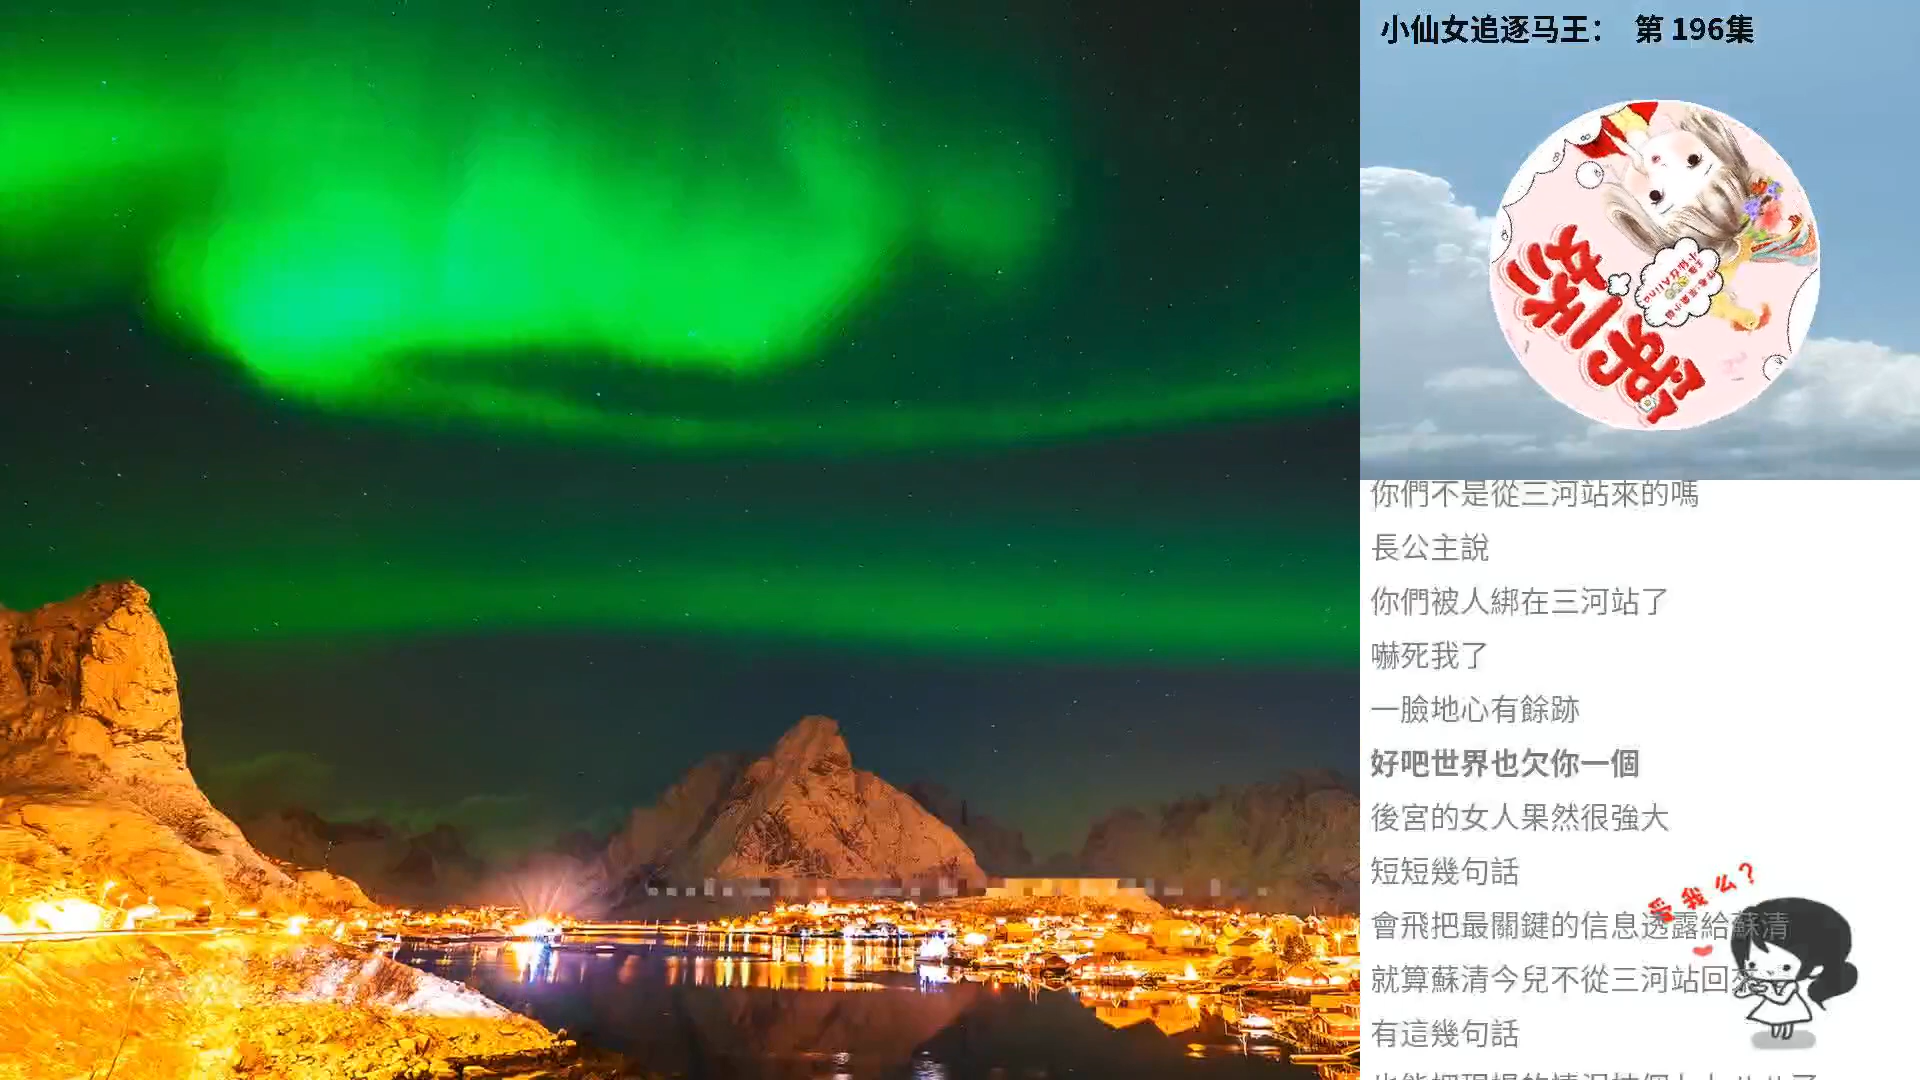 小仙女追逐马王： 第 196集
你們不是從三河站來的嗎
長公主說
你們被人綁在三河站了
嚇死我了
一臉地心有餘跡
好吧世界也欠你一個
後宮的女人果然很強大
短短幾句話
愛我么?
會飛把最關鍵的信息透露給蘇清
就算蘇清今兒不從三河站回來
有這幾句話